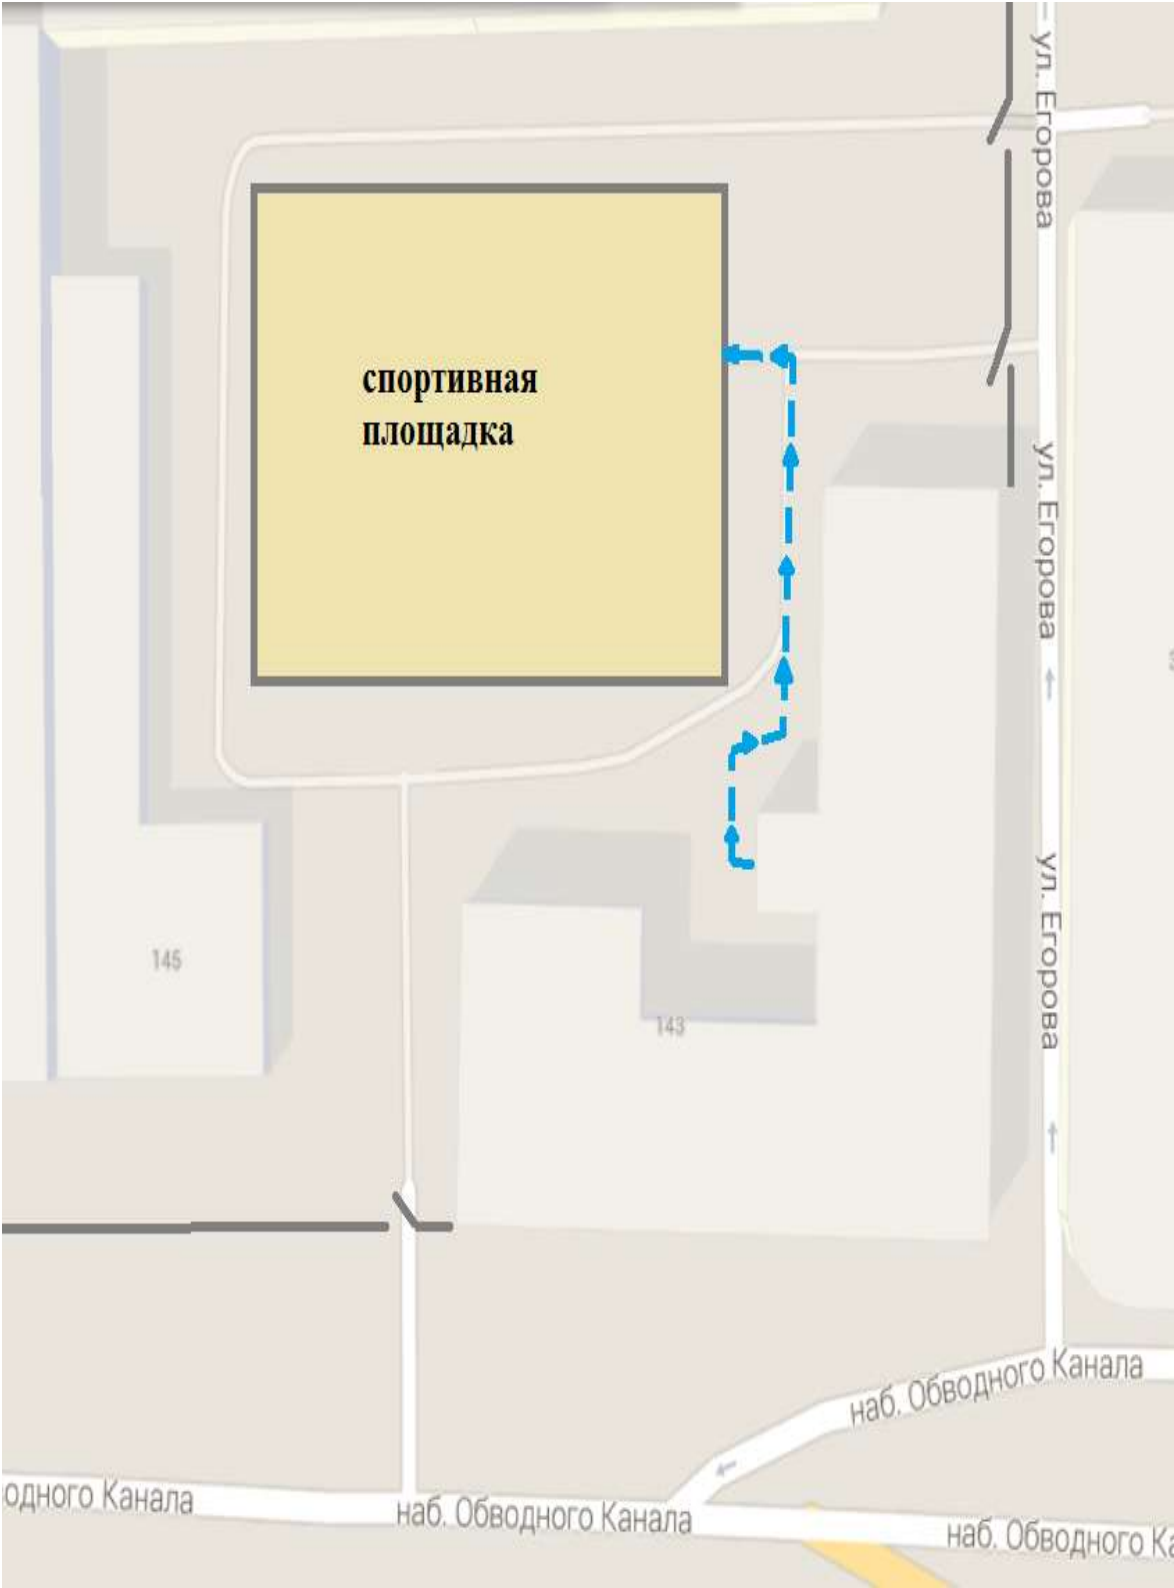 ул. Егорова
спортивная
площадка
ул. Егорова
ул. Егорова
145
143
наб. Обводного Канала
одного Канала
наб. Обводного Канала
наб. Обводного Ка